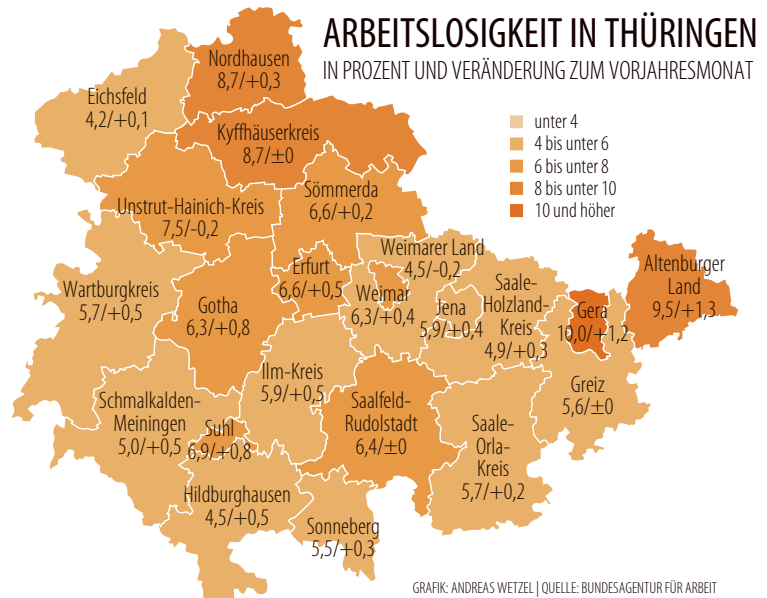 ARBEITSLOSIGKEIT IN THÜRINGEN
IN PROZENT UND VERÄNDERUNG ZUM VORJAHRESMONAT
unter 4
4 bis unter 6
6 bis unter 8
8 bis unter 10
10 und höher
Nordhausen
8,7/+0,3
Eichsfeld
4,2/+0,1
Kyffhäuserkreis
8,7/±0
Sömmerda
6,6/+0,2
Unstrut-Hainich-Kreis
7,5/-0,2
Weimarer Land
4,5/-0,2
Erfurt
6,6/+0,5
Weimar
6,3/+0,4
Jena
5,9/+0,4
Saale-
Holzland-
Kreis
4,9/+0,3
Gera
10,0/+1,2
Altenburger
Land
9,5/+1,3
Wartburgkreis
5,7/+0,5
Gotha
6,3/+0,8
Ilm-Kreis
5,9/+0,5
Greiz
5,6/±0
Schmalkalden-
Meiningen
5,0/+0,5
Suhl
6,9/+0,8
Saalfeld-
Rudolstadt
6,4/±0
Saale-
Orla-
Kreis
5,7/+0,2
Hildburghausen
4,5/+0,5
Sonneberg
5,5/+0,3
GRAFIK: ANDREAS WETZEL | QUELLE: BUNDESAGENTUR FÜR ARBEIT